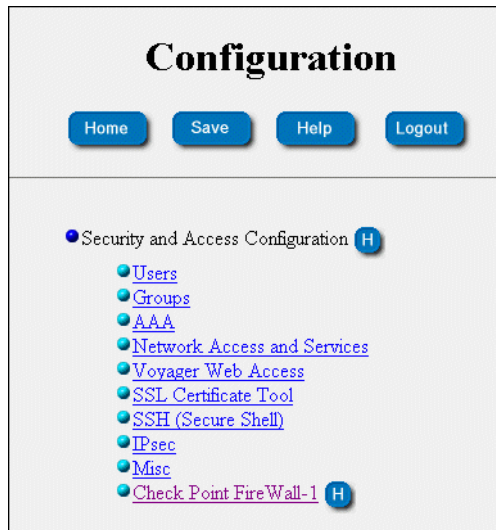 Configuration
Home Save Help Logout
Security and Access Configuration H
Users
Groups
AAA
Network Access and Services
Voyager Web Access
SSL Certificate Tool
SSH (Secure Shell)
IPsec
Misc
Check Point FireWall-1 H